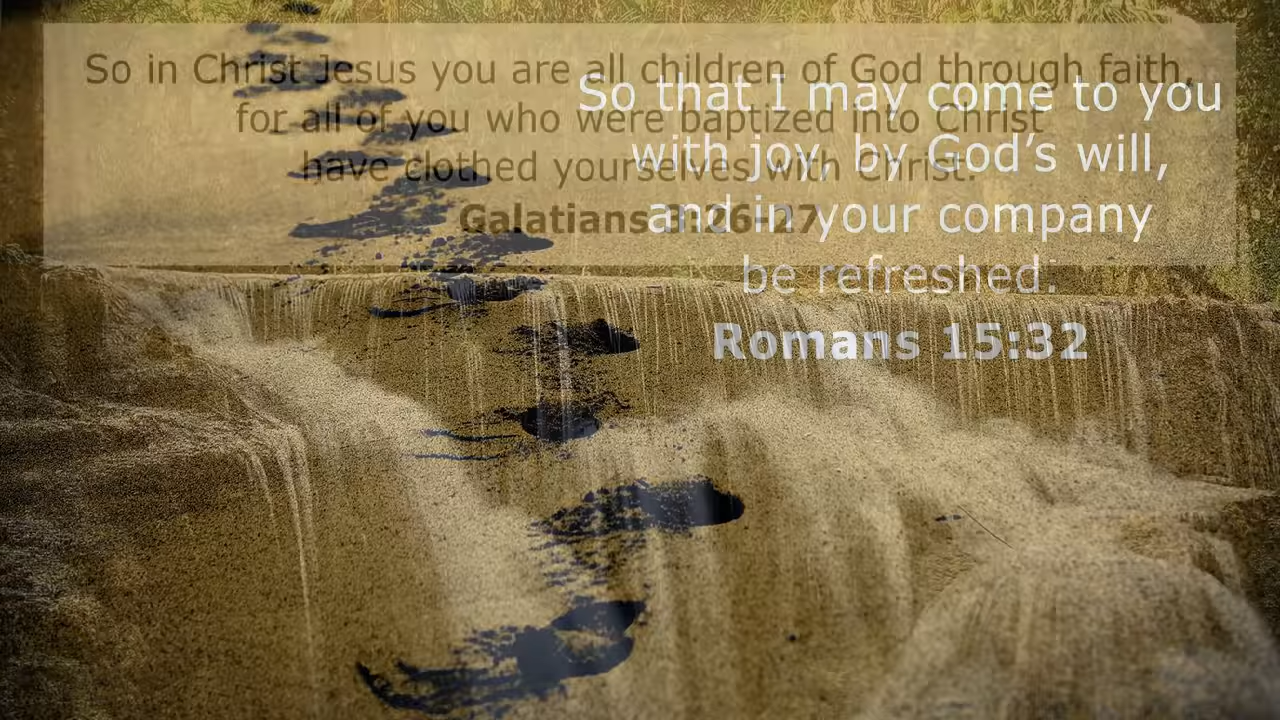 So in Christ Jesus you are all children of God through faith,
for all of you who were baptized into Christ
have clothed yourselves with Christ.
Galatians 3:26-27
So that I may come to you
with joy, by God’s will,
and in your company
be refreshed.
Romans 15:32